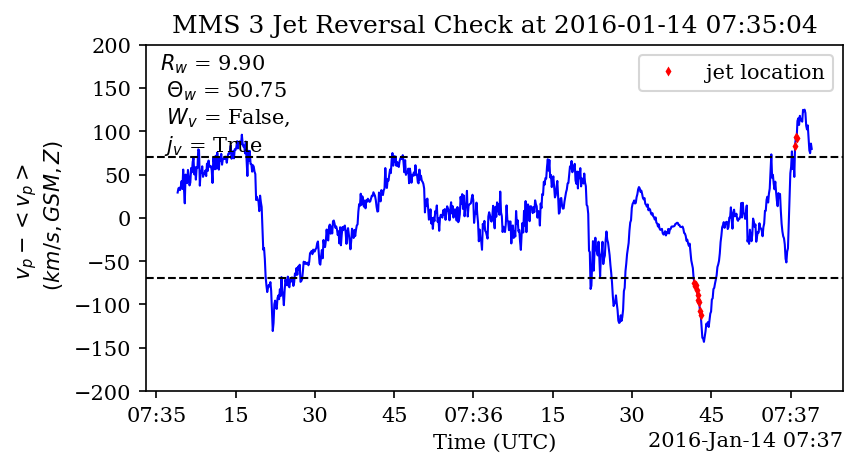 MMS 3 Jet Reversal Check at 2016-01-14 07:35:04
R_w = 9.90
Θ_w = 50.75
W_v = False,
j_v = True
jet location
v_p − < v_p >
(km/s, GSM, Z)
200
150
100
50
0
−50
−100
−150
−200
07:35 15 30 45 07:36 15 30 45 07:37
Time (UTC)
2016-Jan-14 07:37